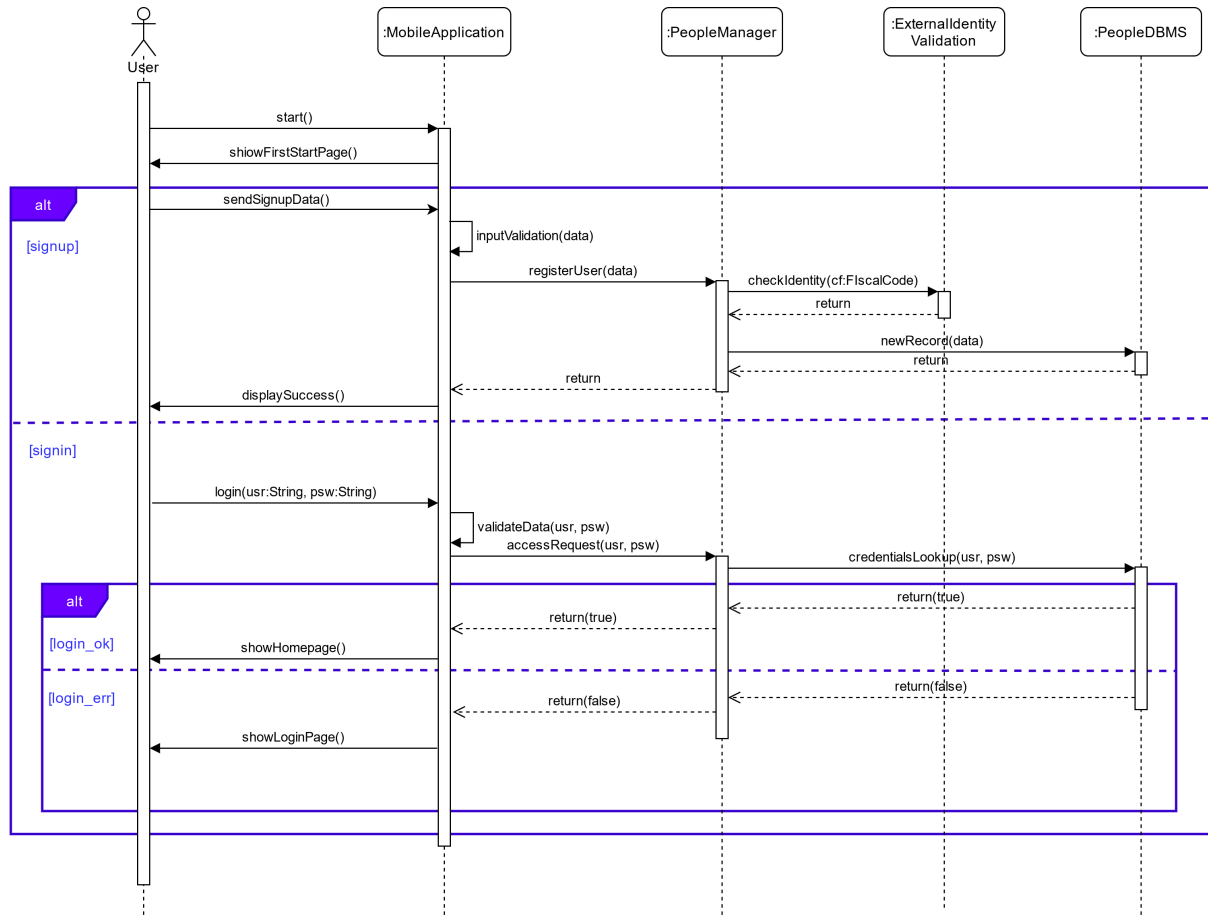 User
:MobileApplication
:PeopleManager
:ExternalIdentity
Validation
:PeopleDBMS
start()
shiowFirstStartPage()
alt
sendSignupData()
[signup]
inputValidation(data)
registerUser(data)
checkIdentity(cf:FIscalCode)
return
newRecord(data)
return
return
displaySuccess()
[signin]
login(usr:String, psw:String)
validateData(usr, psw)
accessRequest(usr, psw)
credentialsLookup(usr, psw)
alt
return(true)
return(true)
[login_ok]
showHomepage()
[login_err]
return(false)
return(false)
showLoginPage()